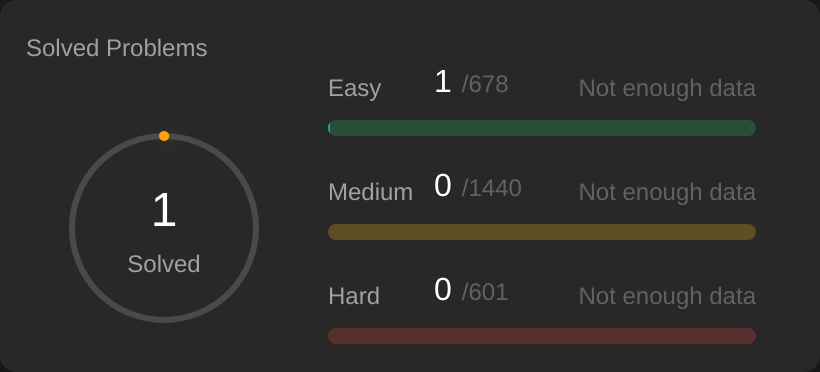 Solved Problems
1
Solved
Easy 1 /678 Not enough data
Medium 0 /1440 Not enough data
Hard 0 /601 Not enough data